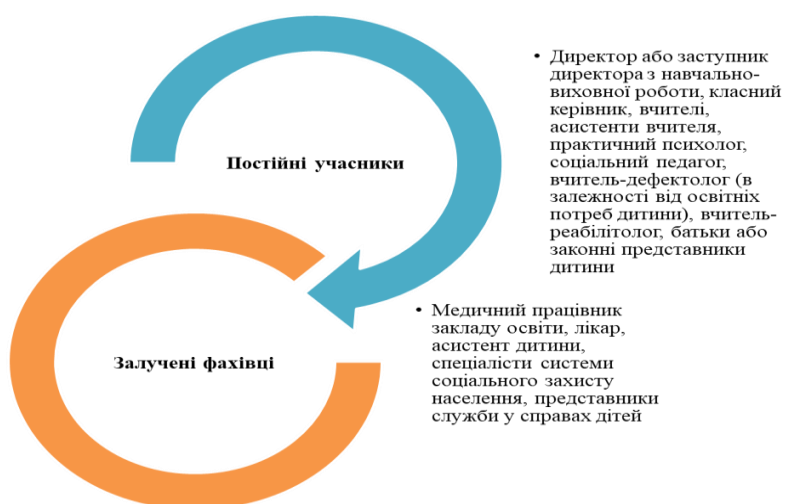 Постійні учасники
• Директор або заступник
директора з навчально-
виховної роботи, класний
керівник, вчителі,
асистенти вчителя,
практичний психолог,
соціальний педагог,
вчитель-дефектолог (в
залежності від освітніх
потреб дитини), вчитель-
реабілітолог, батьки або
законні представники
дитини
Залучені фахівці
• Медичний працівник
закладу освіти, лікар,
асистент дитини,
спеціалісти системи
соціального захисту
населення, представники
служби у справах дітей